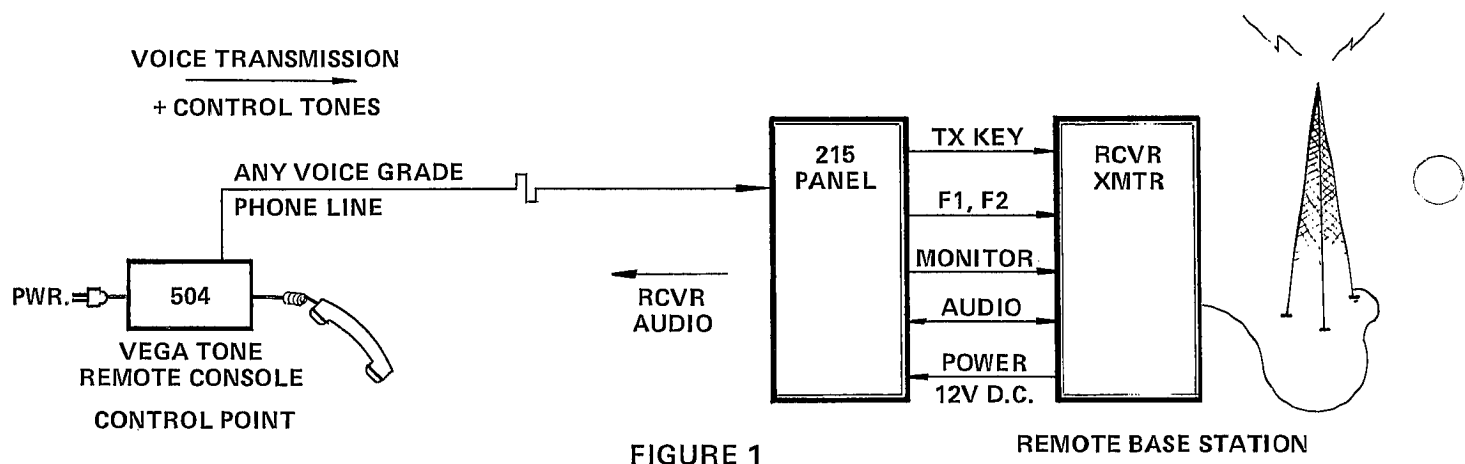 VOICE TRANSMISSION
+ CONTROL TONES
ANY VOICE GRADE
PHONE LINE
PWR.
504
VEGA TONE
REMOTE CONSOLE
CONTROL POINT
RCVR
AUDIO
215
PANEL
TX KEY
F1, F2
MONITOR
AUDIO
POWER
12V D.C.
RCVR
XMTR
REMOTE BASE STATION
FIGURE 1